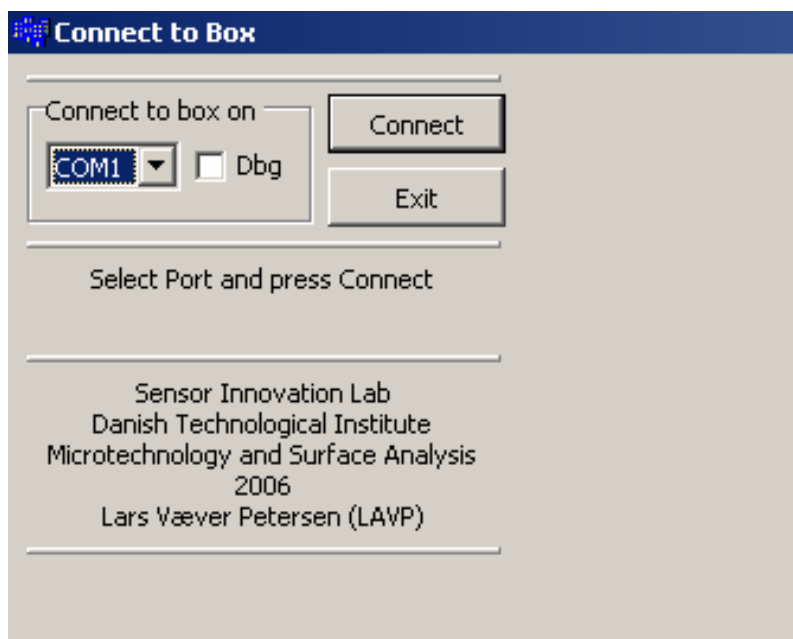 Connect to Box
Connect to box on
COM1
Dbg
Connect
Exit
Select Port and press Connect
Sensor Innovation Lab
Danish Technological Institute
Microtechnology and Surface Analysis
2006
Lars Væver Petersen (LAVP)